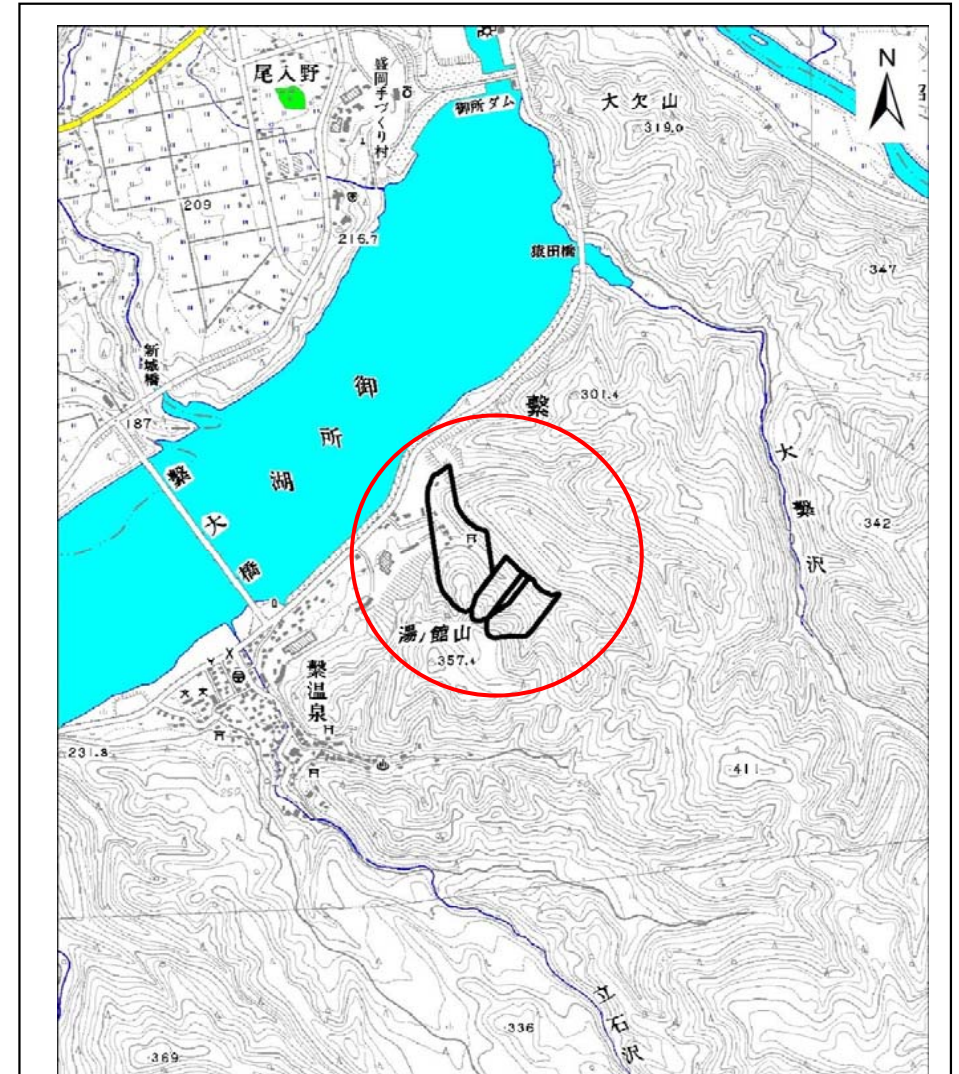 N
尾入野
盛岡手づくり村
御所ダム
大欠山
319.0
209
216.7
猿田橋
347
新城橋
御所湖
繋
301.4
187
繋大橋
大繋沢
342
湯ノ館山
357.4
繋温泉
231.8
411
立石沢
336
369